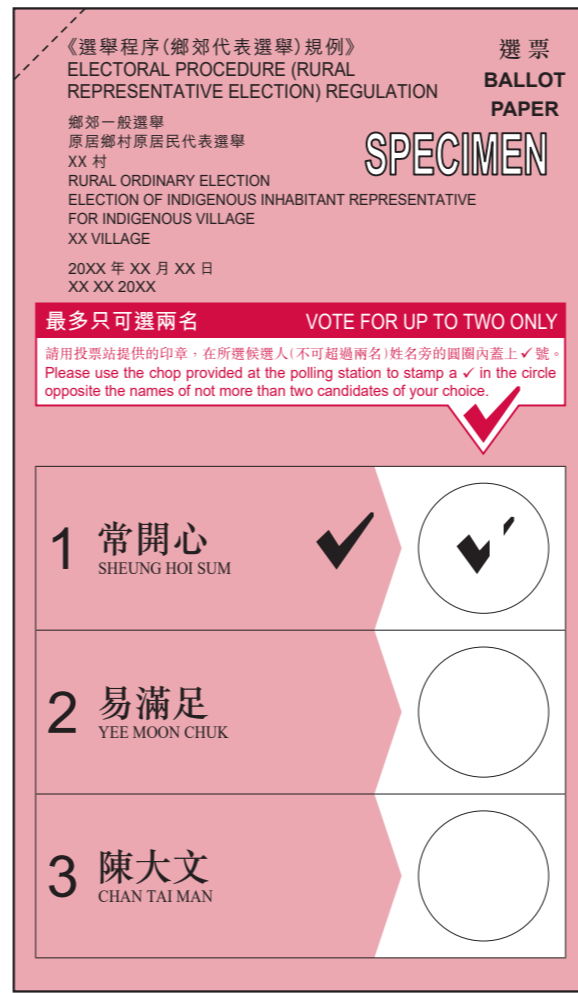 《選舉程序(鄉郊代表選舉)規例》
ELECTORAL PROCEDURE (RURAL
REPRESENTATIVE ELECTION) REGULATION
選票
BALLOT
PAPER
SPECIMEN
鄉郊一般選舉
原居鄉村原居民代表選舉
XX 村
RURAL ORDINARY ELECTION
ELECTION OF INDIGENOUS INHABITANT REPRESENTATIVE
FOR INDIGENOUS VILLAGE
XX VILLAGE
20XX 年 XX 月 XX 日
XX XX 20XX
最多只可選兩名 VOTE FOR UP TO TWO ONLY
請用投票站提供的印章，在所選候選人(不可超過兩名)姓名旁的圓圈內蓋上✓號。
Please use the chop provided at the polling station to stamp a ✓ in the circle
opposite the names of not more than two candidates of your choice.
1 常開心
SHEUNG HOI SUM
2 易滿足
YEE MOON CHUK
3 陳大文
CHAN TAI MAN